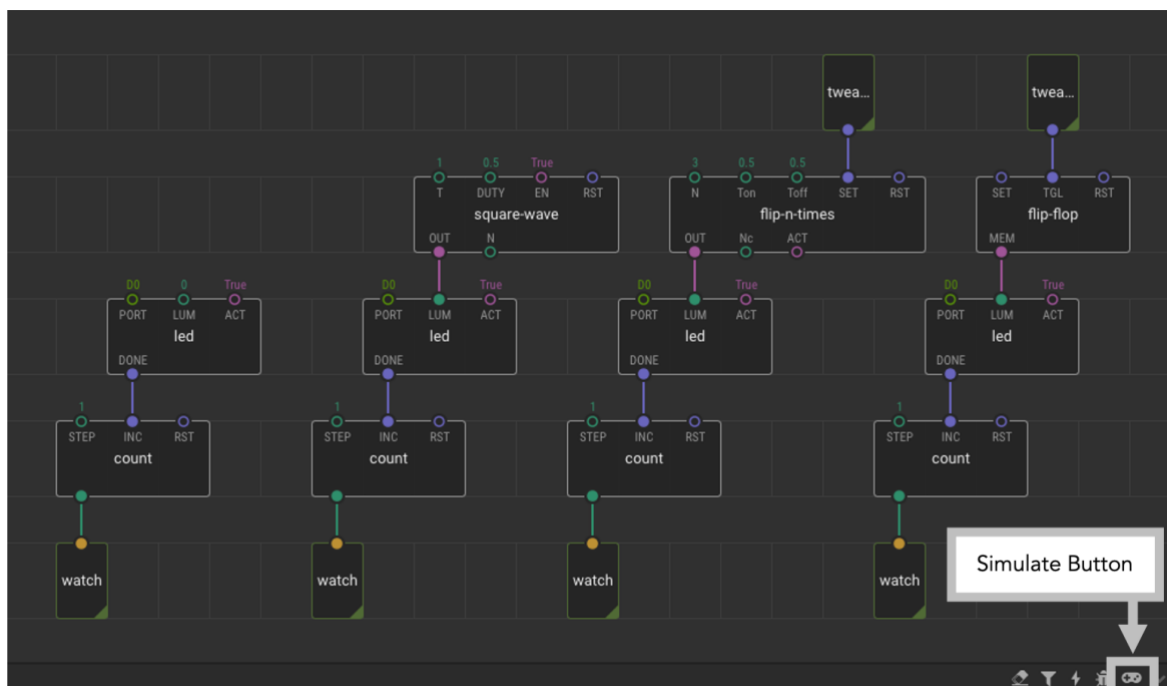 twea... twea...
1 0.5 True 3 0.5 0.5
T DUTY EN RST N Ton Toff SET RST SET TGL RST
square-wave flip-n-times flip-flop
OUT N OUT Nc ACT MEM
D0 0 True D0 True D0 True D0 True
PORT LUM ACT PORT LUM ACT PORT LUM ACT PORT LUM ACT
led led led led
DONE DONE DONE DONE
1 1 1 1
STEP INC RST STEP INC RST STEP INC RST STEP INC RST
count count count count
watch watch watch watch
Simulate Button